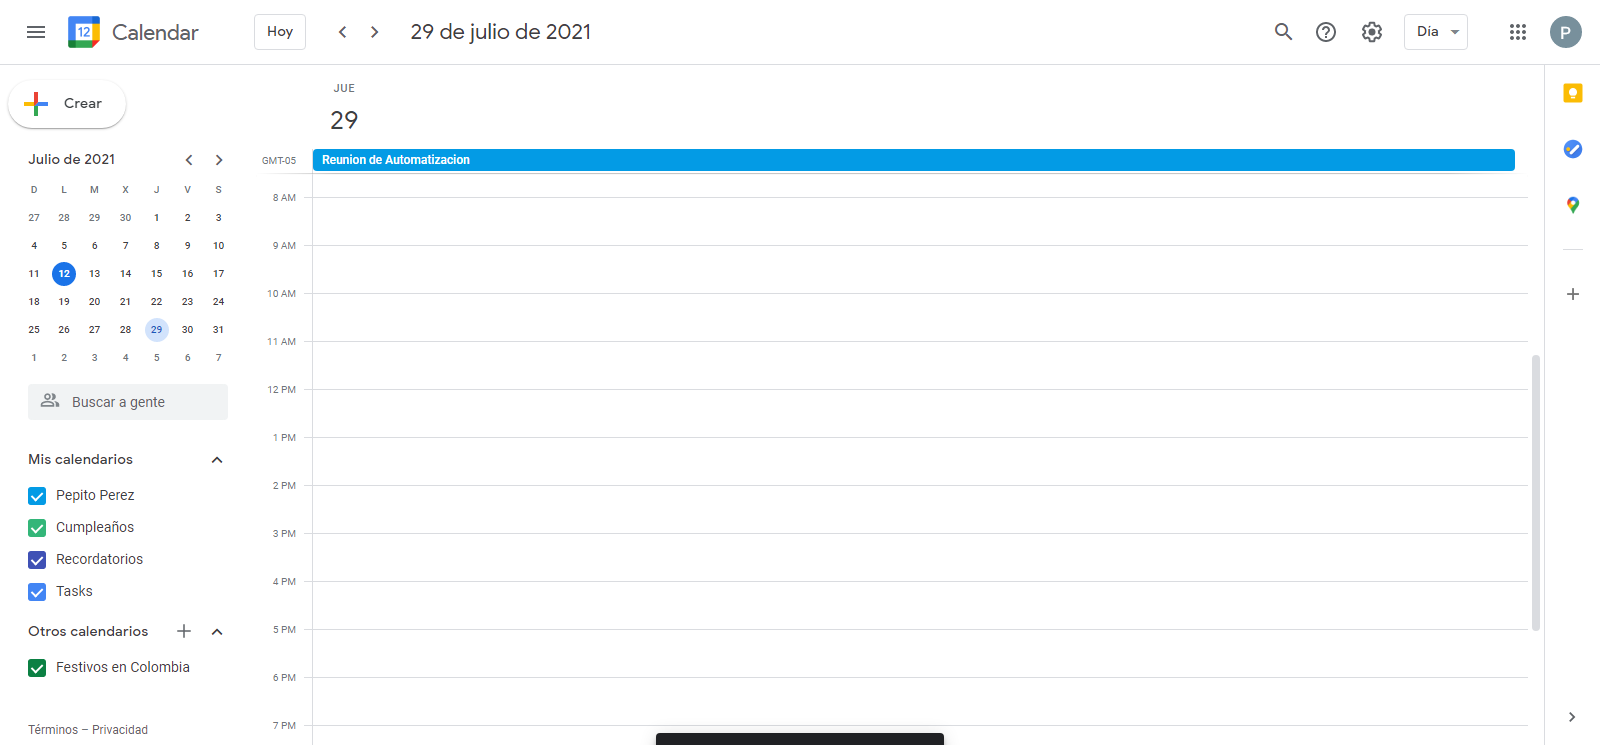 12 Calendar
Hoy
29 de julio de 2021
Día
P
Crear
Julio de 2021
D L M X J V S
27 28 29 30 1 2 3
4 5 6 7 8 9 10
11 12 13 14 15 16 17
18 19 20 21 22 23 24
25 26 27 28 29 30 31
1 2 3 4 5 6 7
Buscar a gente
Mis calendarios
Pepito Perez
Cumpleaños
Recordatorios
Tasks
Otros calendarios
Festivos en Colombia
Términos – Privacidad
JUE
29
GMT-05
Reunion de Automatizacion
8 AM
9 AM
10 AM
11 AM
12 PM
1 PM
2 PM
3 PM
4 PM
5 PM
6 PM
7 PM